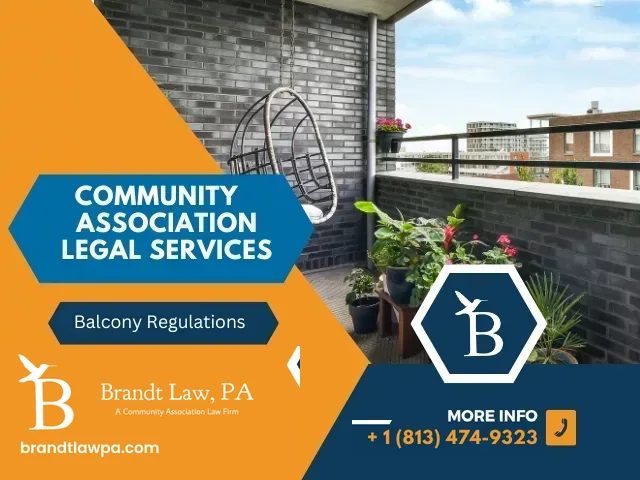 COMMUNITY
ASSOCIATION
LEGAL SERVICES
Balcony Regulations
B
B
Brandt Law, PA
A Community Association Law Firm
brandtlawpa.com
MORE INFO
+ 1 (813) 474-9323